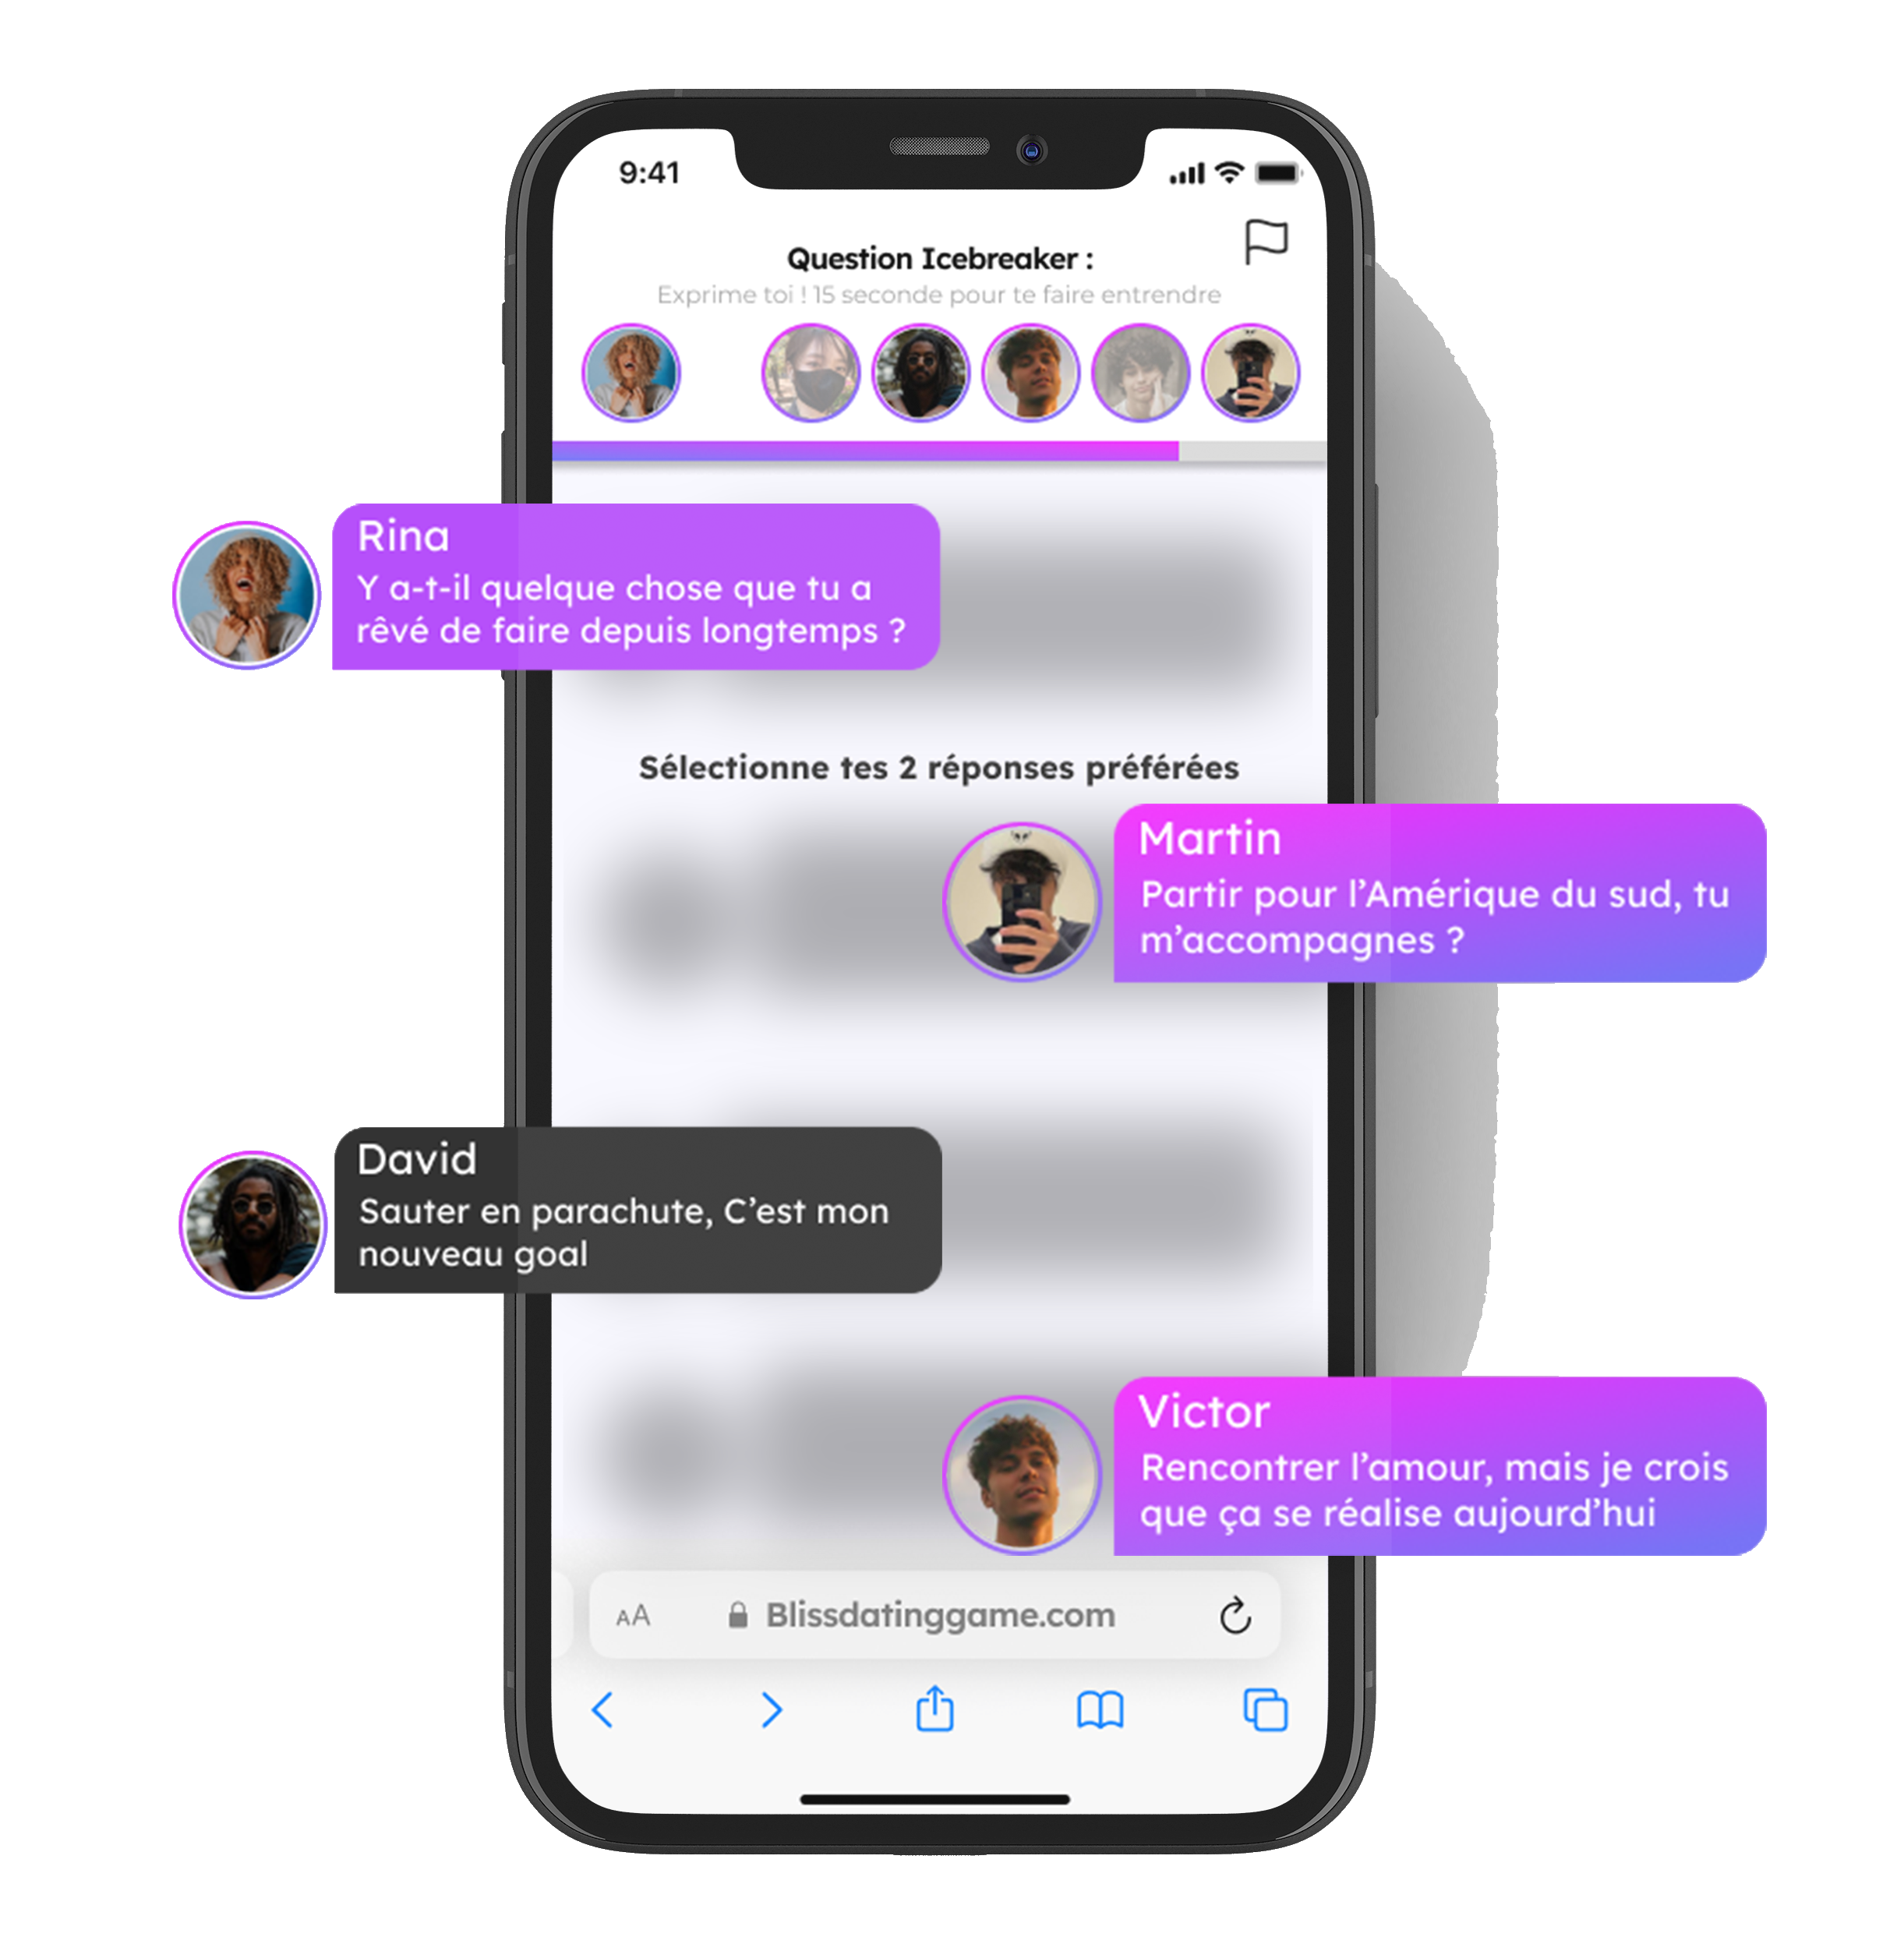 9:41
Question Icebreaker :
Exprime toi ! 15 seconde pour te faire entrendre
Rina
Y a-t-il quelque chose que tu a
rêvé de faire depuis longtemps ?
Sélectionne tes 2 réponses préférées
Martin
Partir pour l’Amérique du sud, tu
m’accompagnes ?
David
Sauter en parachute, C’est mon
nouveau goal
Victor
Rencontrer l’amour, mais je crois
que ça se réalise aujourd’hui
AA Blissdatinggame.com